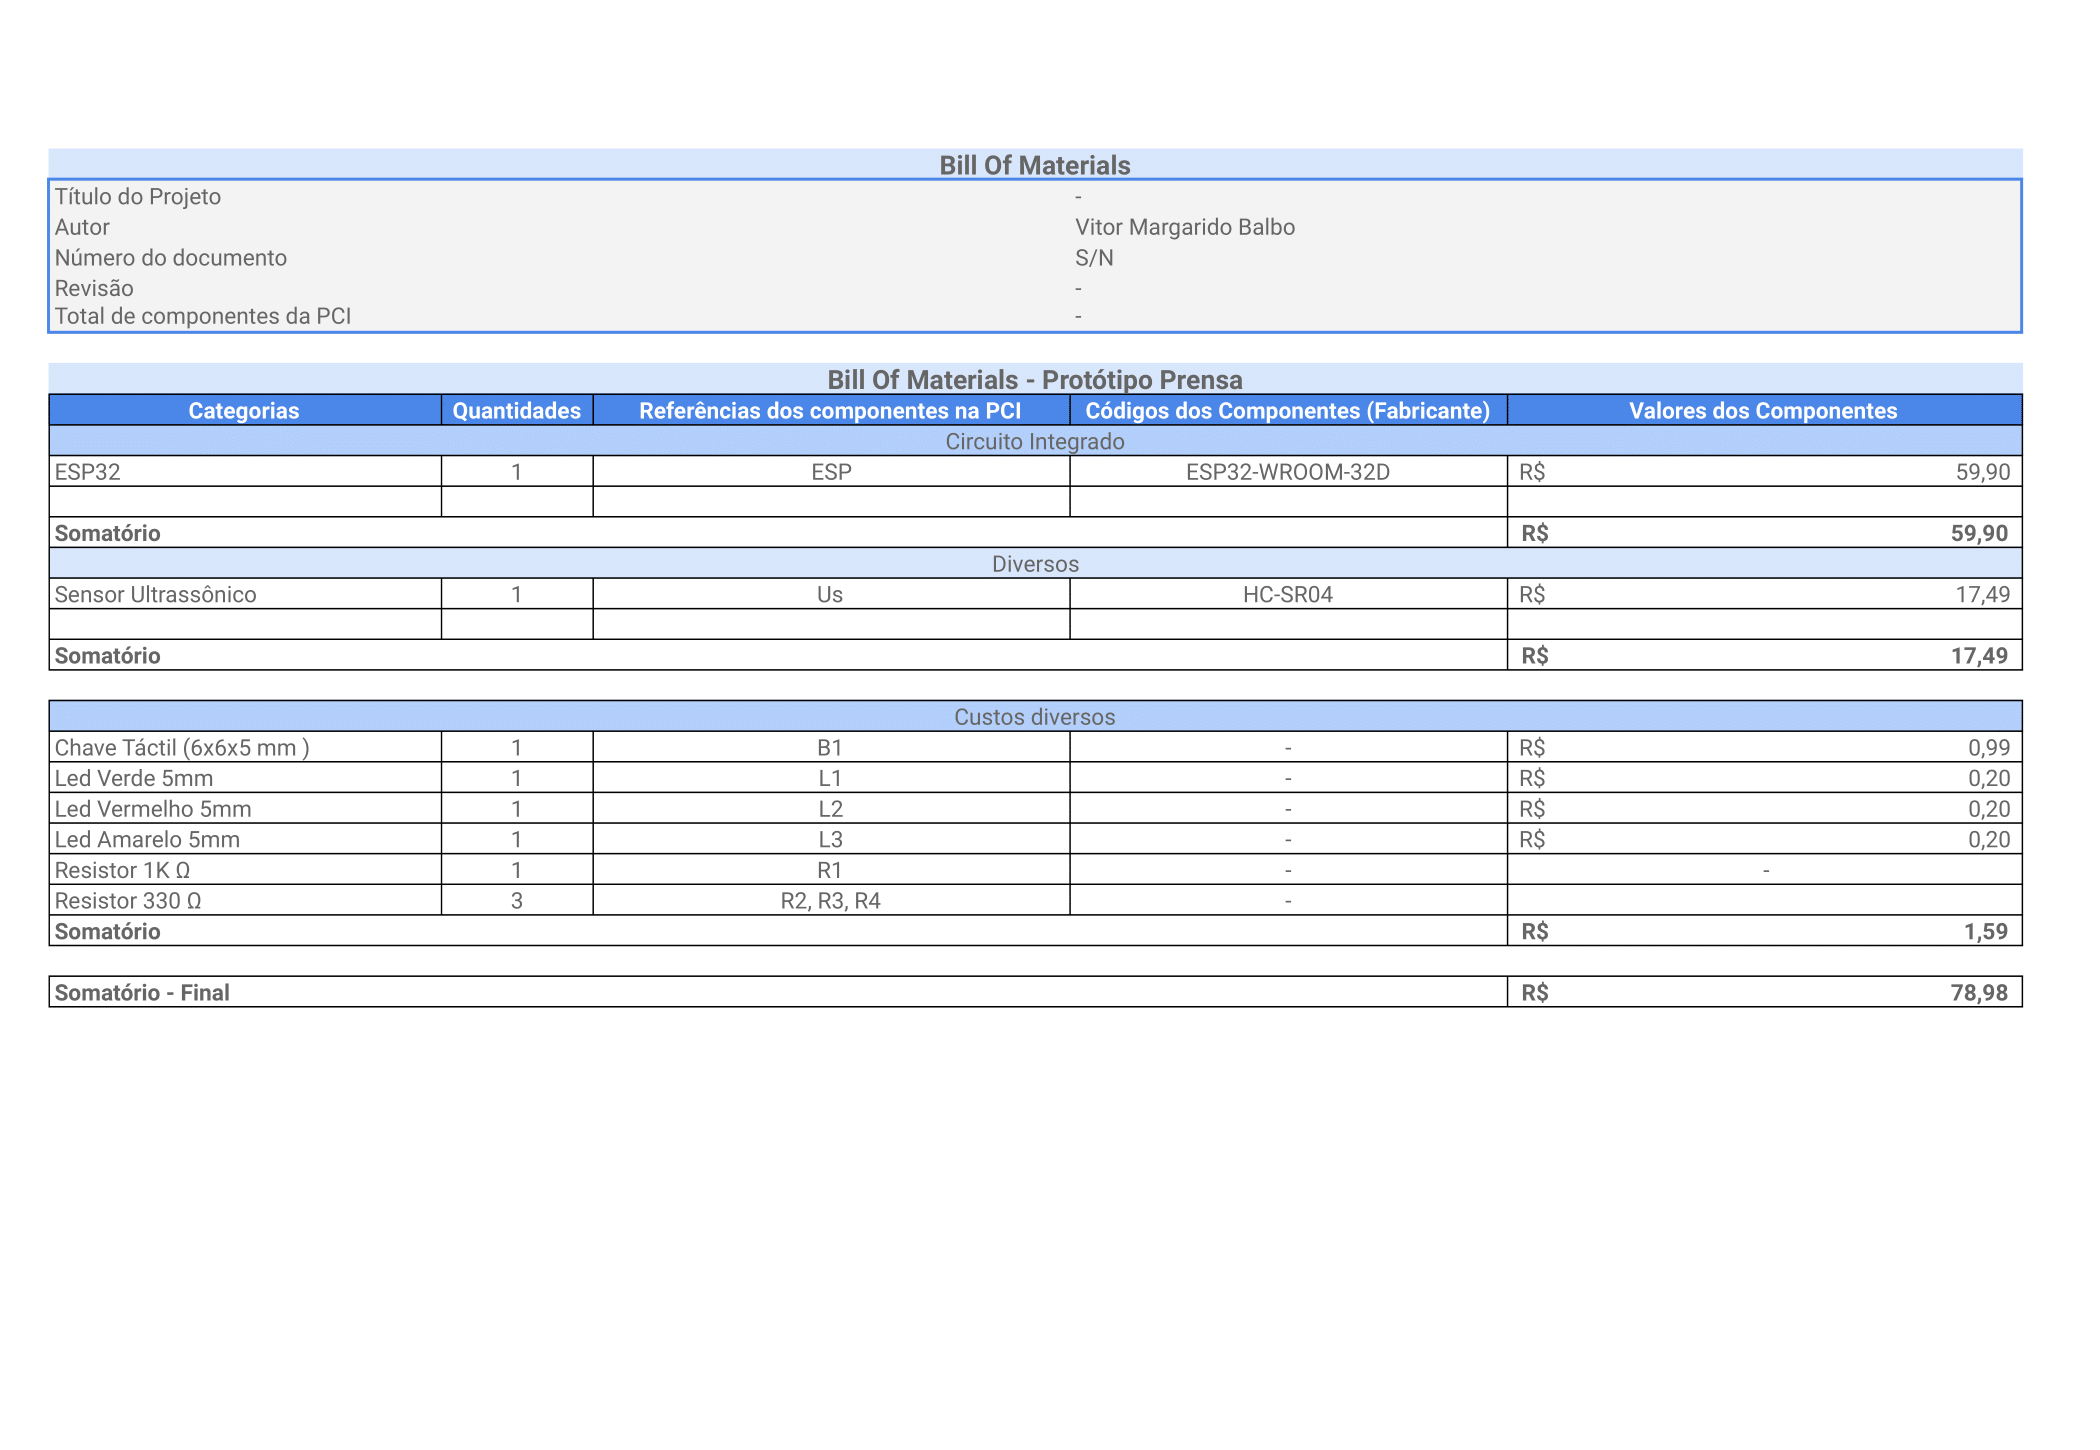 Bill Of Materials
Título do Projeto -
Autor Vitor Margarido Balbo
Número do documento S/N
Revisão -
Total de componentes da PCI -
Bill Of Materials - Protótipo Prensa
Categorias Quantidades Referências dos componentes na PCI Códigos dos Componentes (Fabricante) Valores dos Componentes
Circuito Integrado
ESP32 1 ESP ESP32-WROOM-32D R$ 59,90
Somatório R$ 59,90
Diversos
Sensor Ultrassônico 1 Us HC-SR04 R$ 17,49
Somatório R$ 17,49
Custos diversos
Chave Táctil (6x6x5 mm ) 1 B1 - R$ 0,99
Led Verde 5mm 1 L1 - R$ 0,20
Led Vermelho 5mm 1 L2 - R$ 0,20
Led Amarelo 5mm 1 L3 - R$ 0,20
Resistor 1K Ω 1 R1 - -
Resistor 330 Ω 3 R2, R3, R4 -
Somatório R$ 1,59
Somatório - Final R$ 78,98